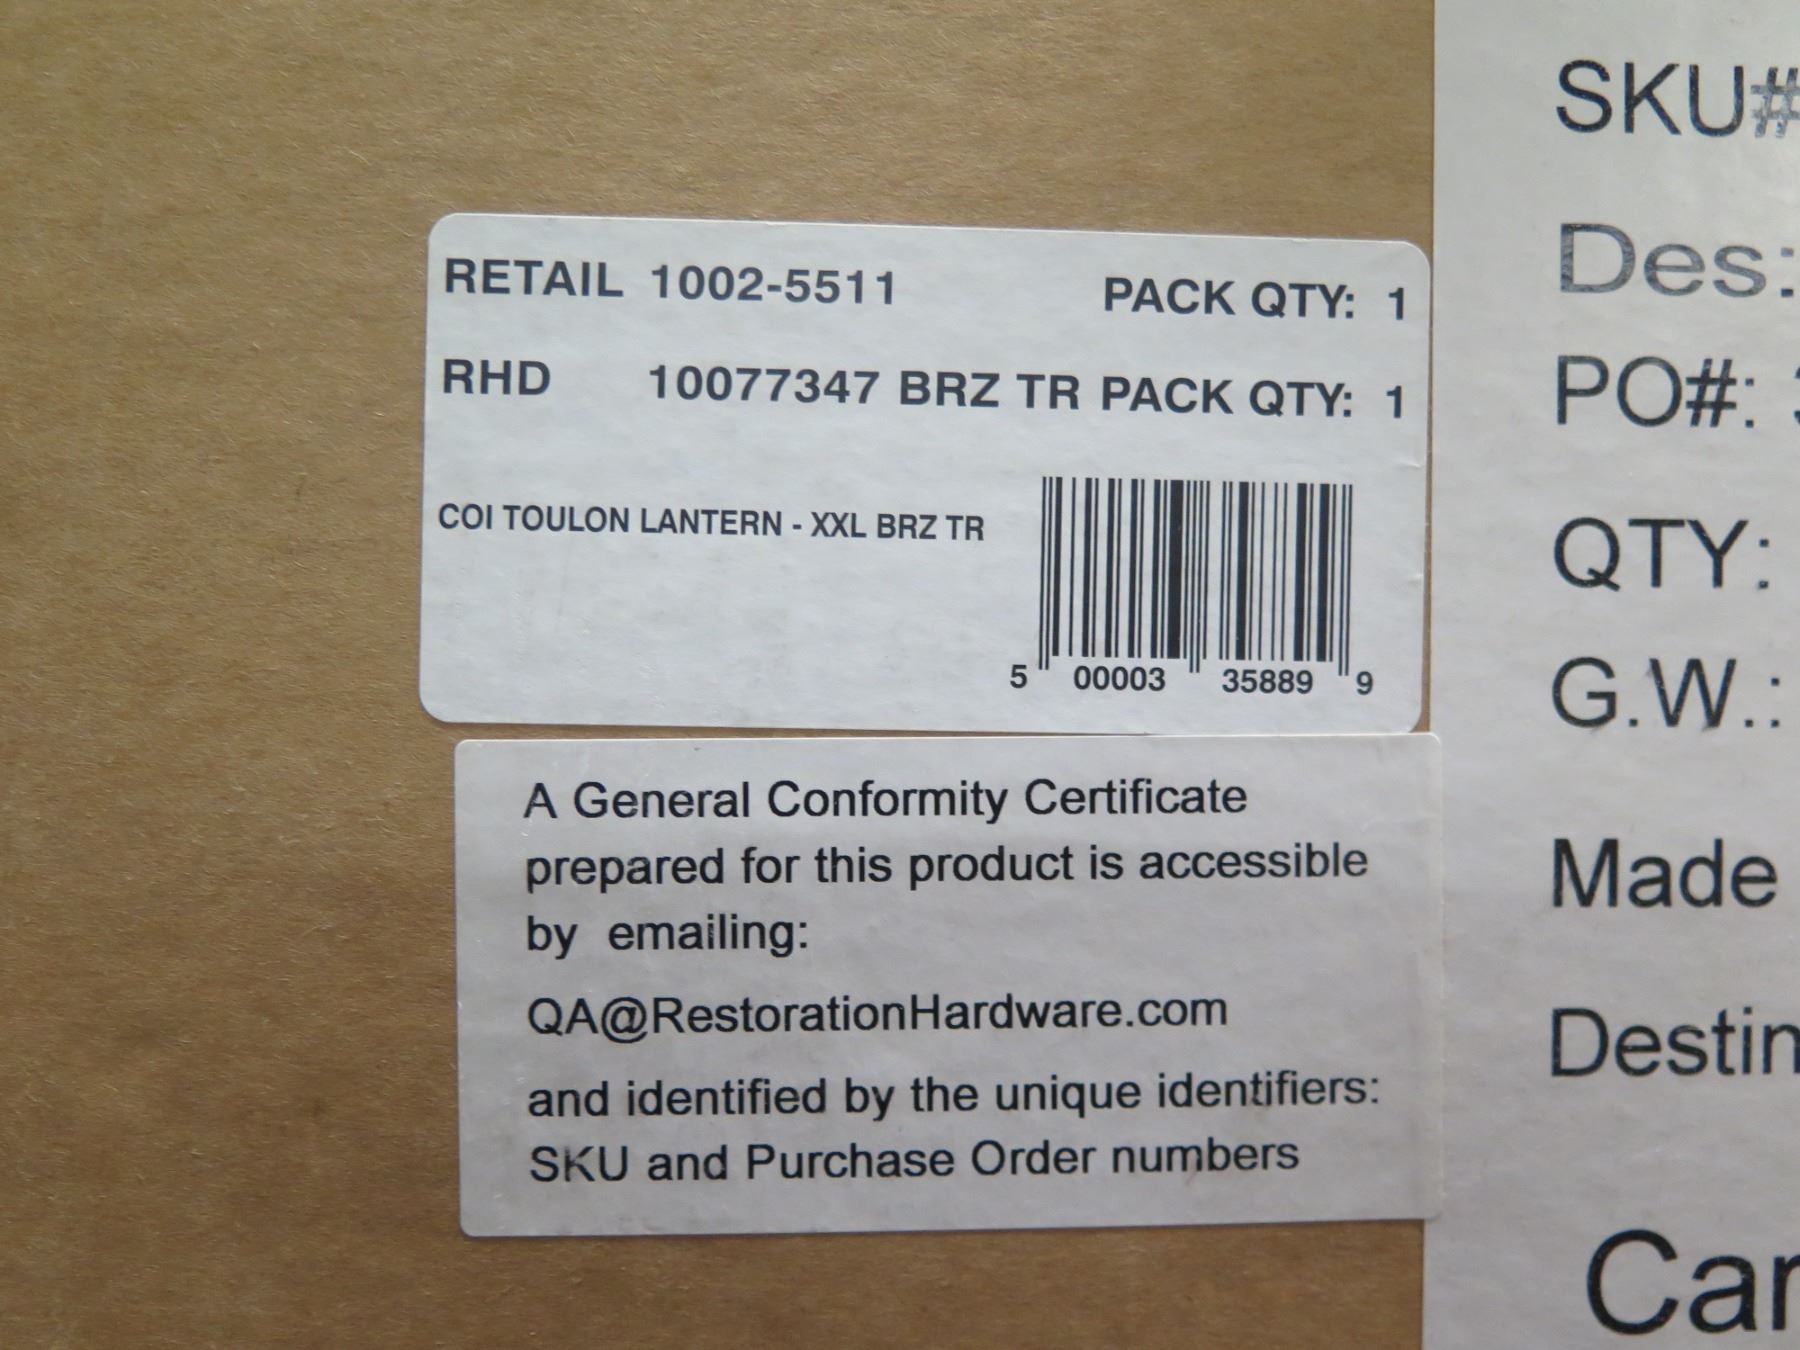 RETAIL 1002-5511 PACK QTY: 1
RHD 10077347 BRZ TR PACK QTY: 1
COI TOULON LANTERN - XXL BRZ TR
5 00003 35889 9
A General Conformity Certificate
prepared for this product is accessible
by emailing:
QA@RestorationHardware.com
and identified by the unique identifiers:
SKU and Purchase Order numbers
SKU#
Des:
PO#:
QTY:
G.W.:
Made
Destin
Car